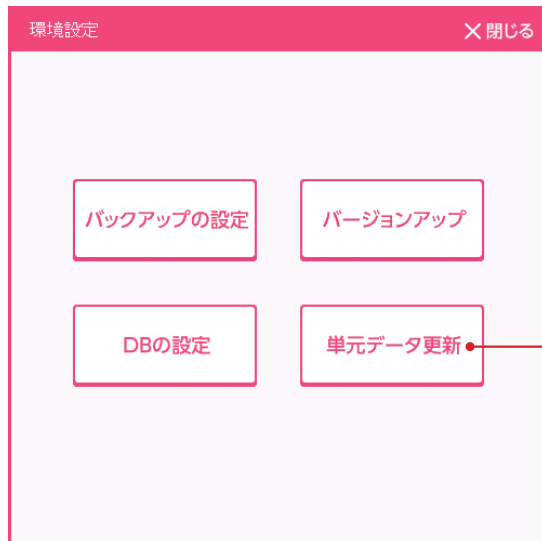 環境設定
閉じる
バックアップの設定
バージョンアップ
DBの設定
単元データ更新